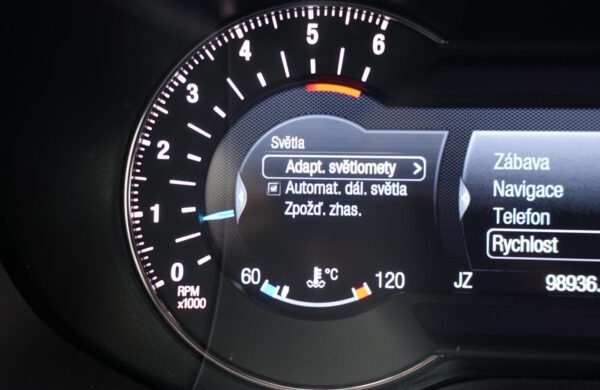 6
5
4
3
2
1
0
RPM
x1000
Světla
Adapt. světlomety >
Automat. dál. světla
Zpožď. zhas.
60 °C 120
Zábava
Navigace
Telefon
Rychlost
JZ 98936.